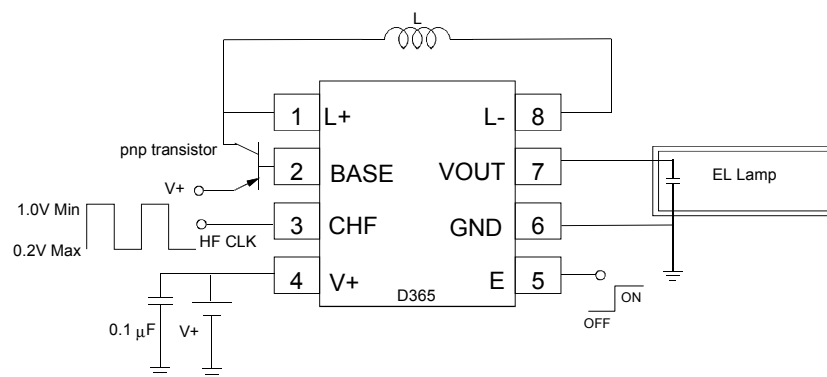 L
1
L+
L-
8
pnp transistor
2
BASE
VOUT
7
EL Lamp
V+
1.0V Min
0.2V Max
HF CLK
3
CHF
GND
6
4
V+
E
5
D365
ON
OFF
0.1 μF
V+